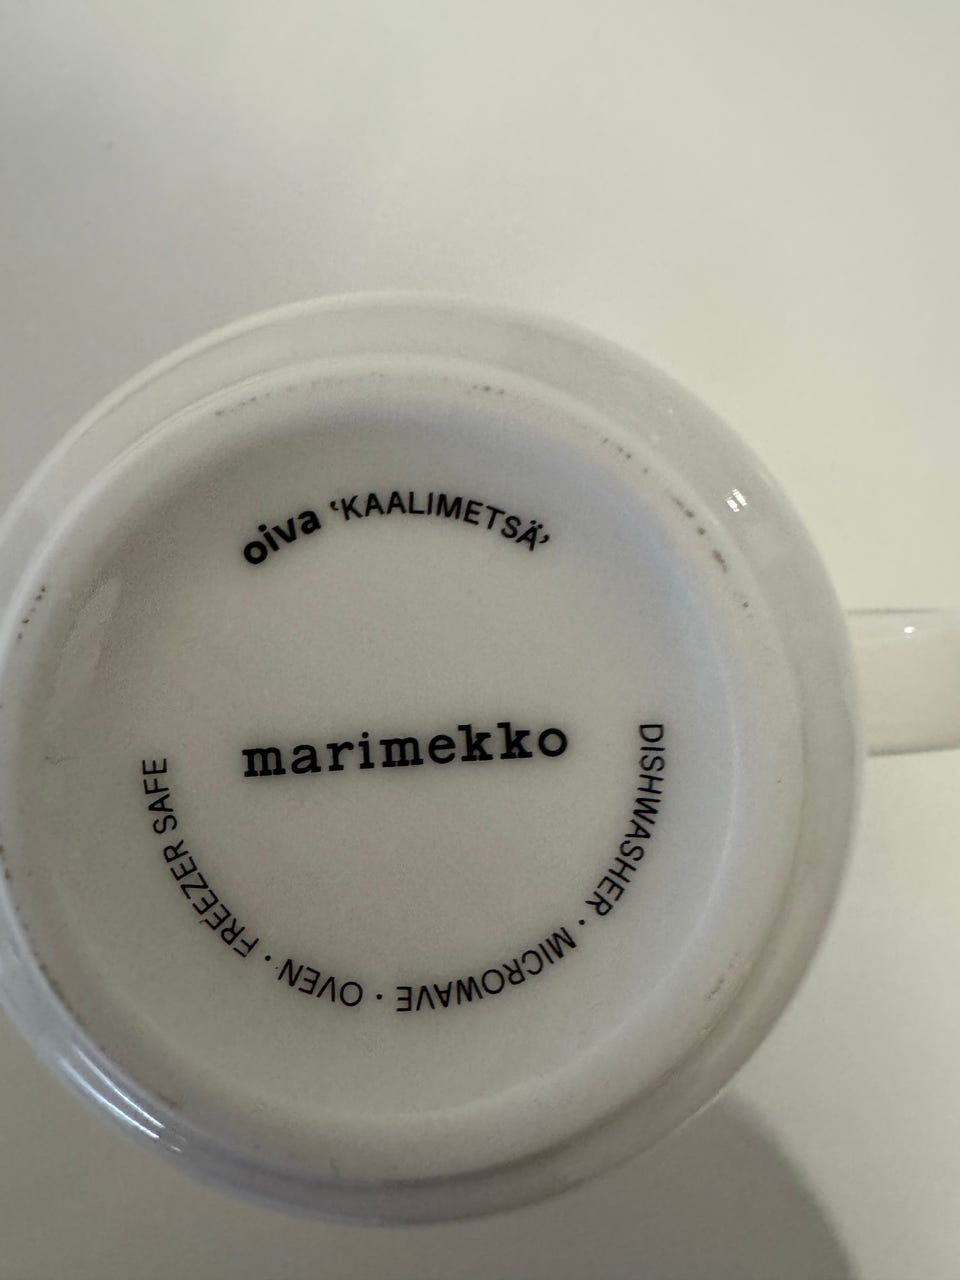 oiva ‘KAALIMETSÄ’
marimekko
DISHWASHER · MICROWAVE · OVEN · FREEZER SAFE